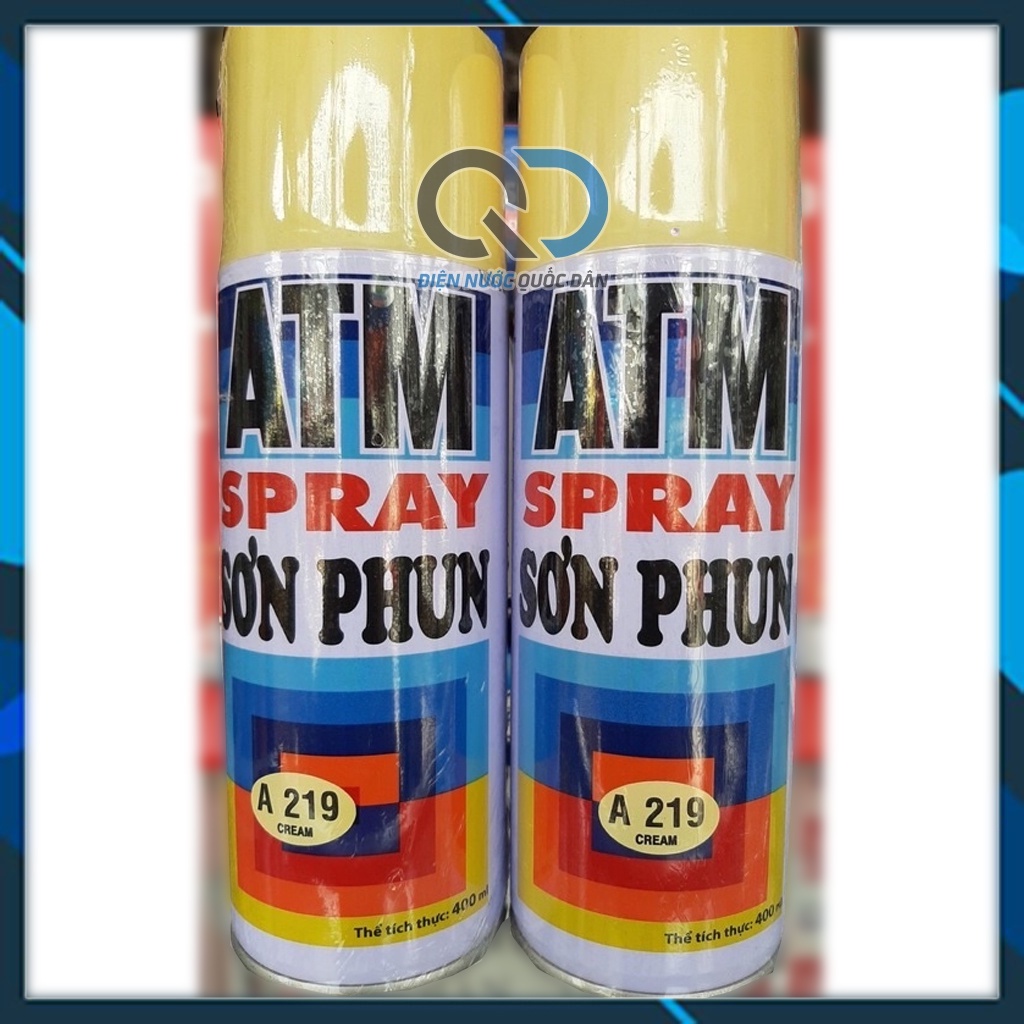 QD
ĐIỆN NƯỚC QUỐC DÂN
ATM
SPRAY
SƠN PHUN
A 219
CREAM
Thể tích thực: 400 ml
ATM
SPRAY
SƠN PHUN
A 219
CREAM
Thể tích thực: 400 ml